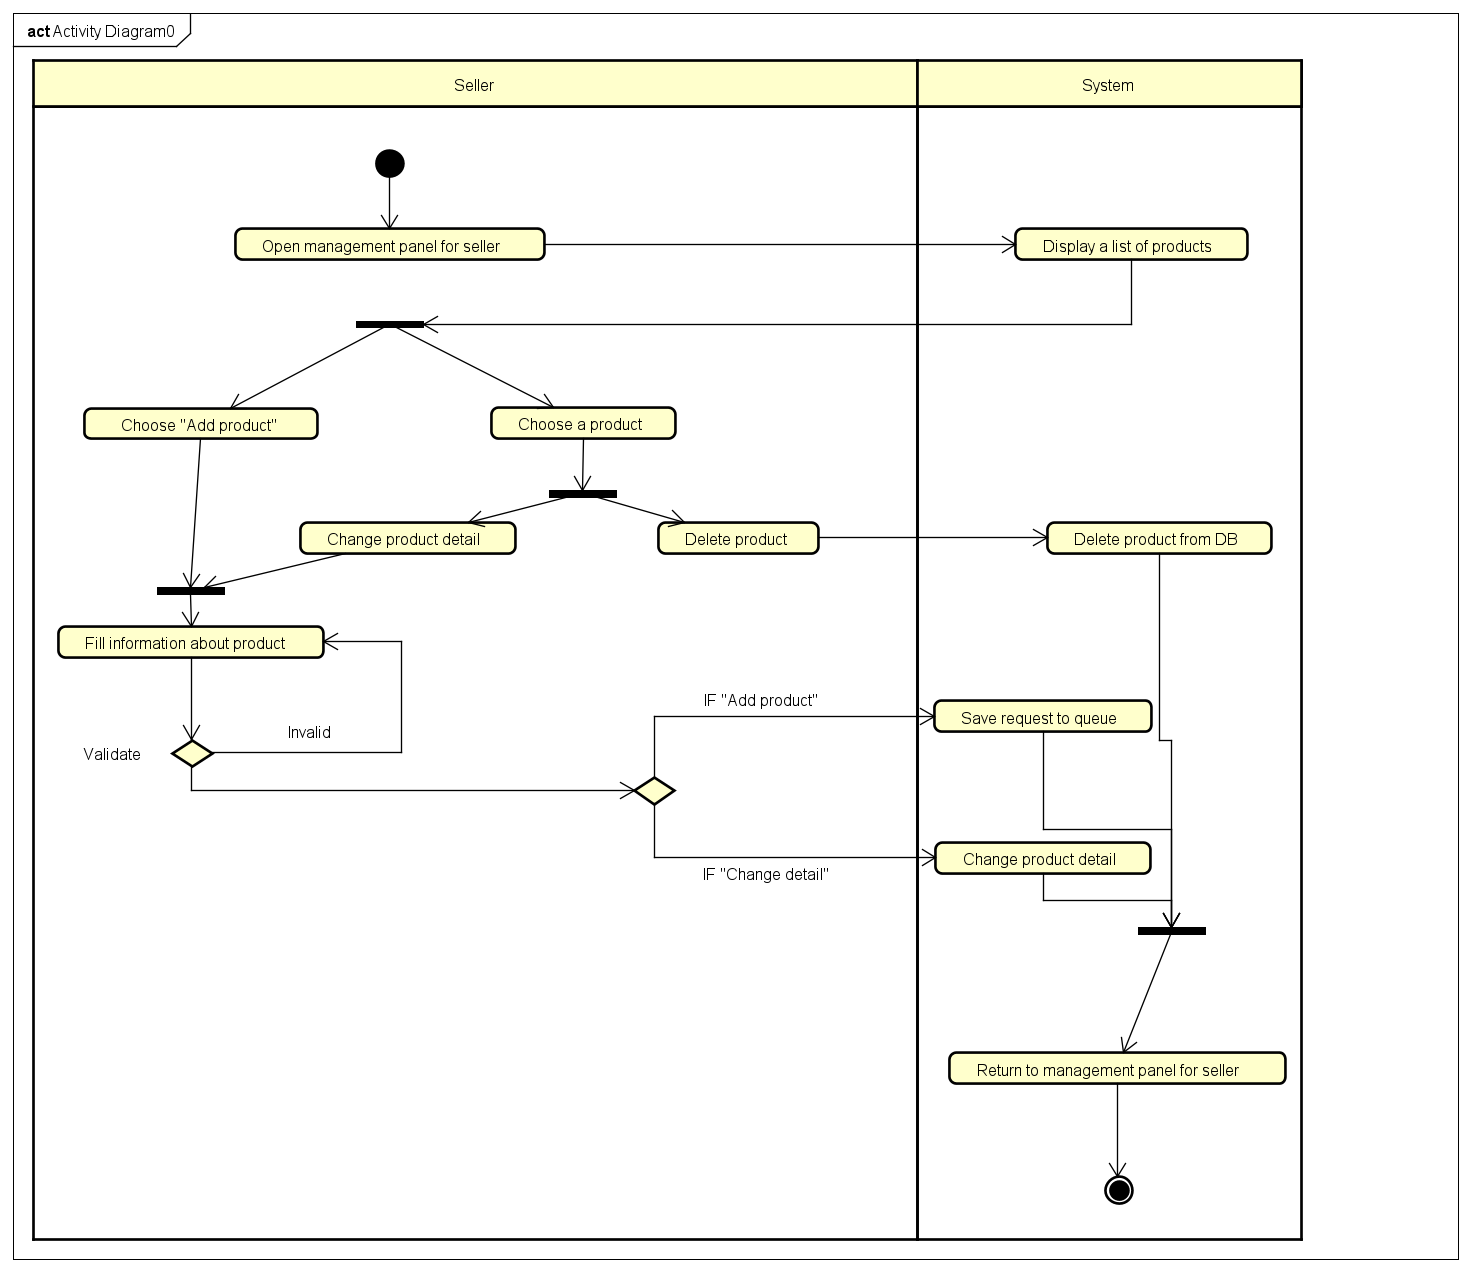 act Activity Diagram0
Seller
System
Open management panel for seller
Display a list of products
Choose "Add product"
Choose a product
Change product detail
Delete product
Delete product from DB
Fill information about product
IF "Add product"
Save request to queue
Invalid
Validate
Change product detail
IF "Change detail"
Return to management panel for seller